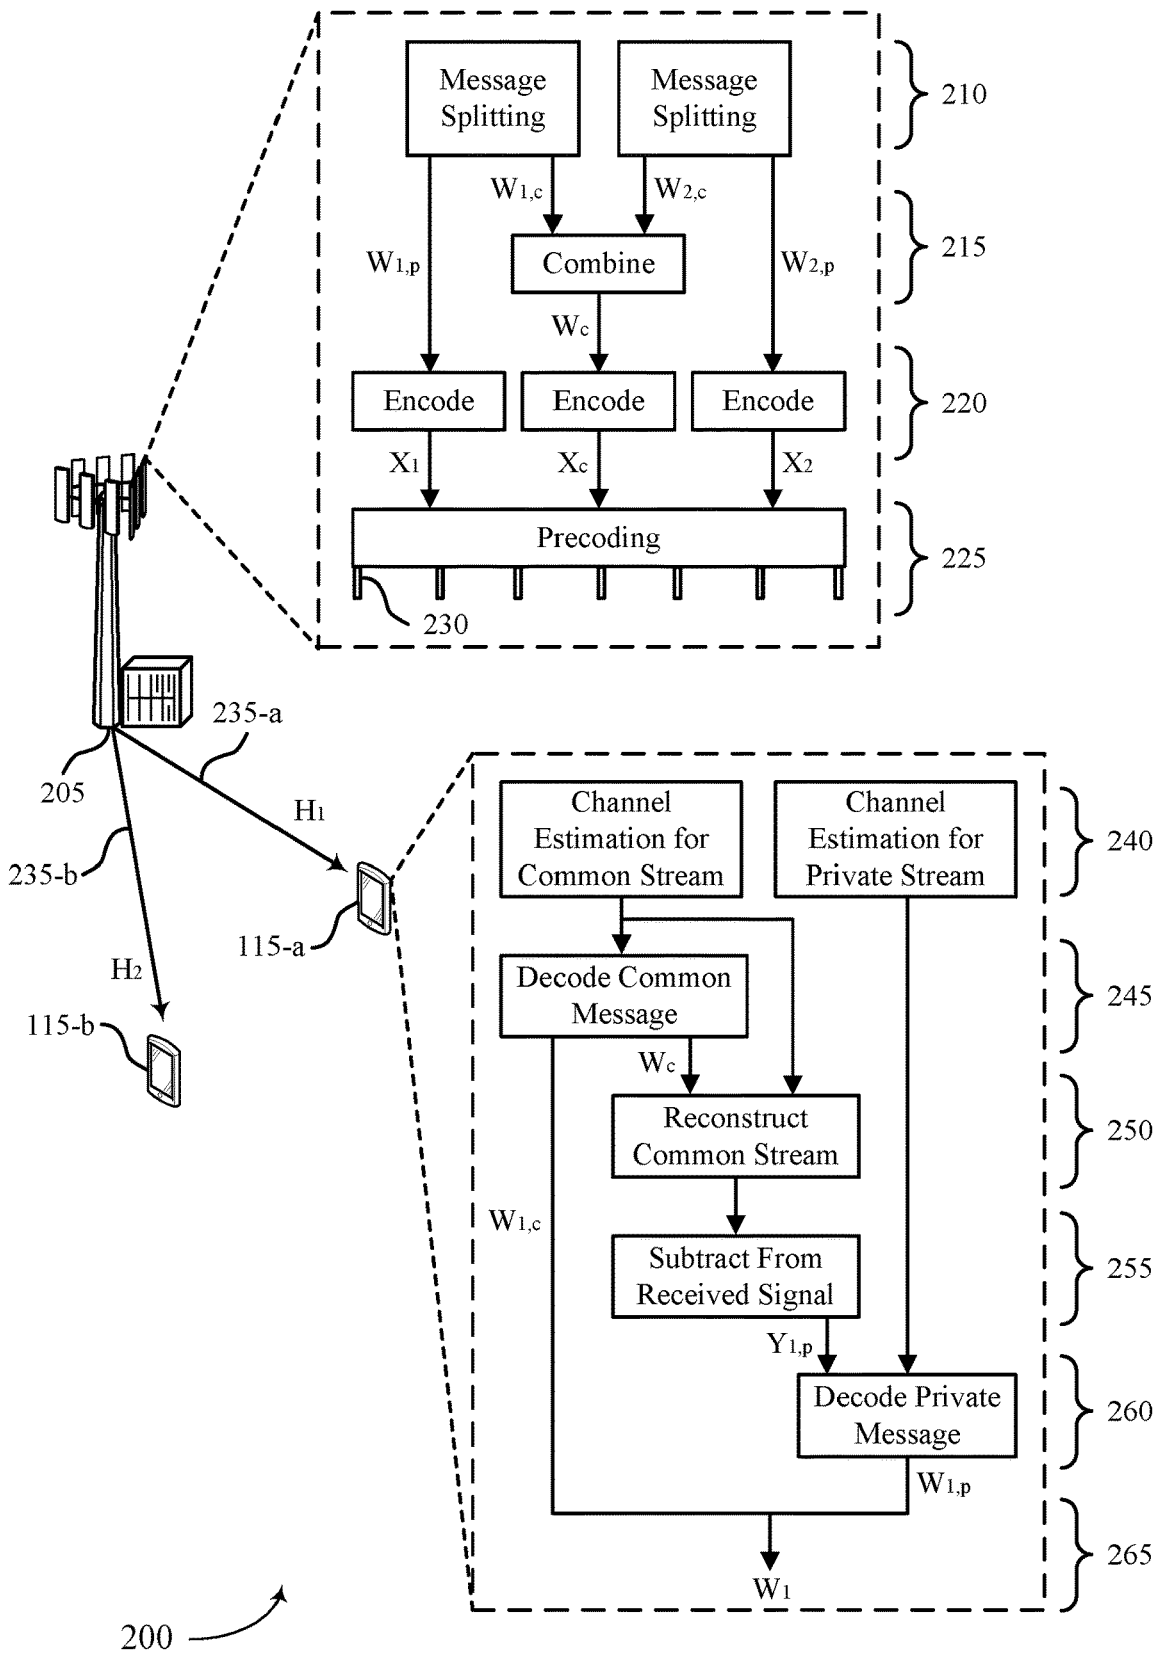 Message
Splitting
Message
Splitting
210
W1,c
W2,c
W1,p
Combine
W2,p
215
Wc
Encode
Encode
Encode
220
X1
Xc
X2
Precoding
225
230
235-a
205
H1
235-b
115-a
H2
115-b
Channel
Estimation for
Common Stream
Channel
Estimation for
Private Stream
240
Decode Common
Message
245
Wc
Reconstruct
Common Stream
250
W1,c
Subtract From
Received Signal
255
Y1,p
Decode Private
Message
260
W1,p
265
W1
200